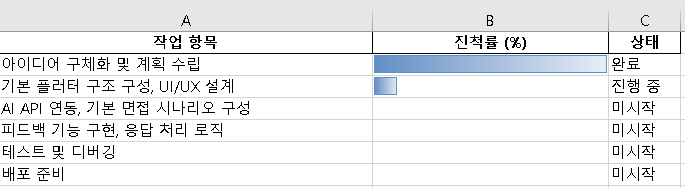 A B C
작업 항목 진척률 (%) 상태
아이디어 구체화 및 계획 수립 완료
기본 플러터 구조 구성, UI/UX 설계 진행 중
AI API 연동, 기본 면접 시나리오 구성 미시작
피드백 기능 구현, 응답 처리 로직 미시작
테스트 및 디버깅 미시작
배포 준비 미시작